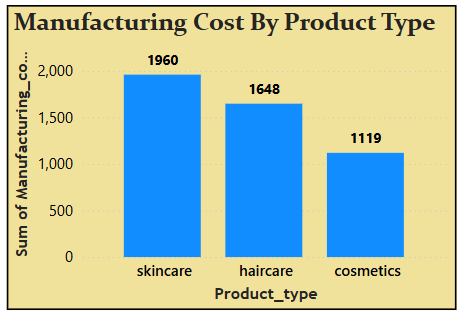 Manufacturing Cost By Product Type
Sum of Manufacturing_co...
2,000
1,500
1,000
500
0
1960
1648
1119
skincare
haircare
cosmetics
Product_type